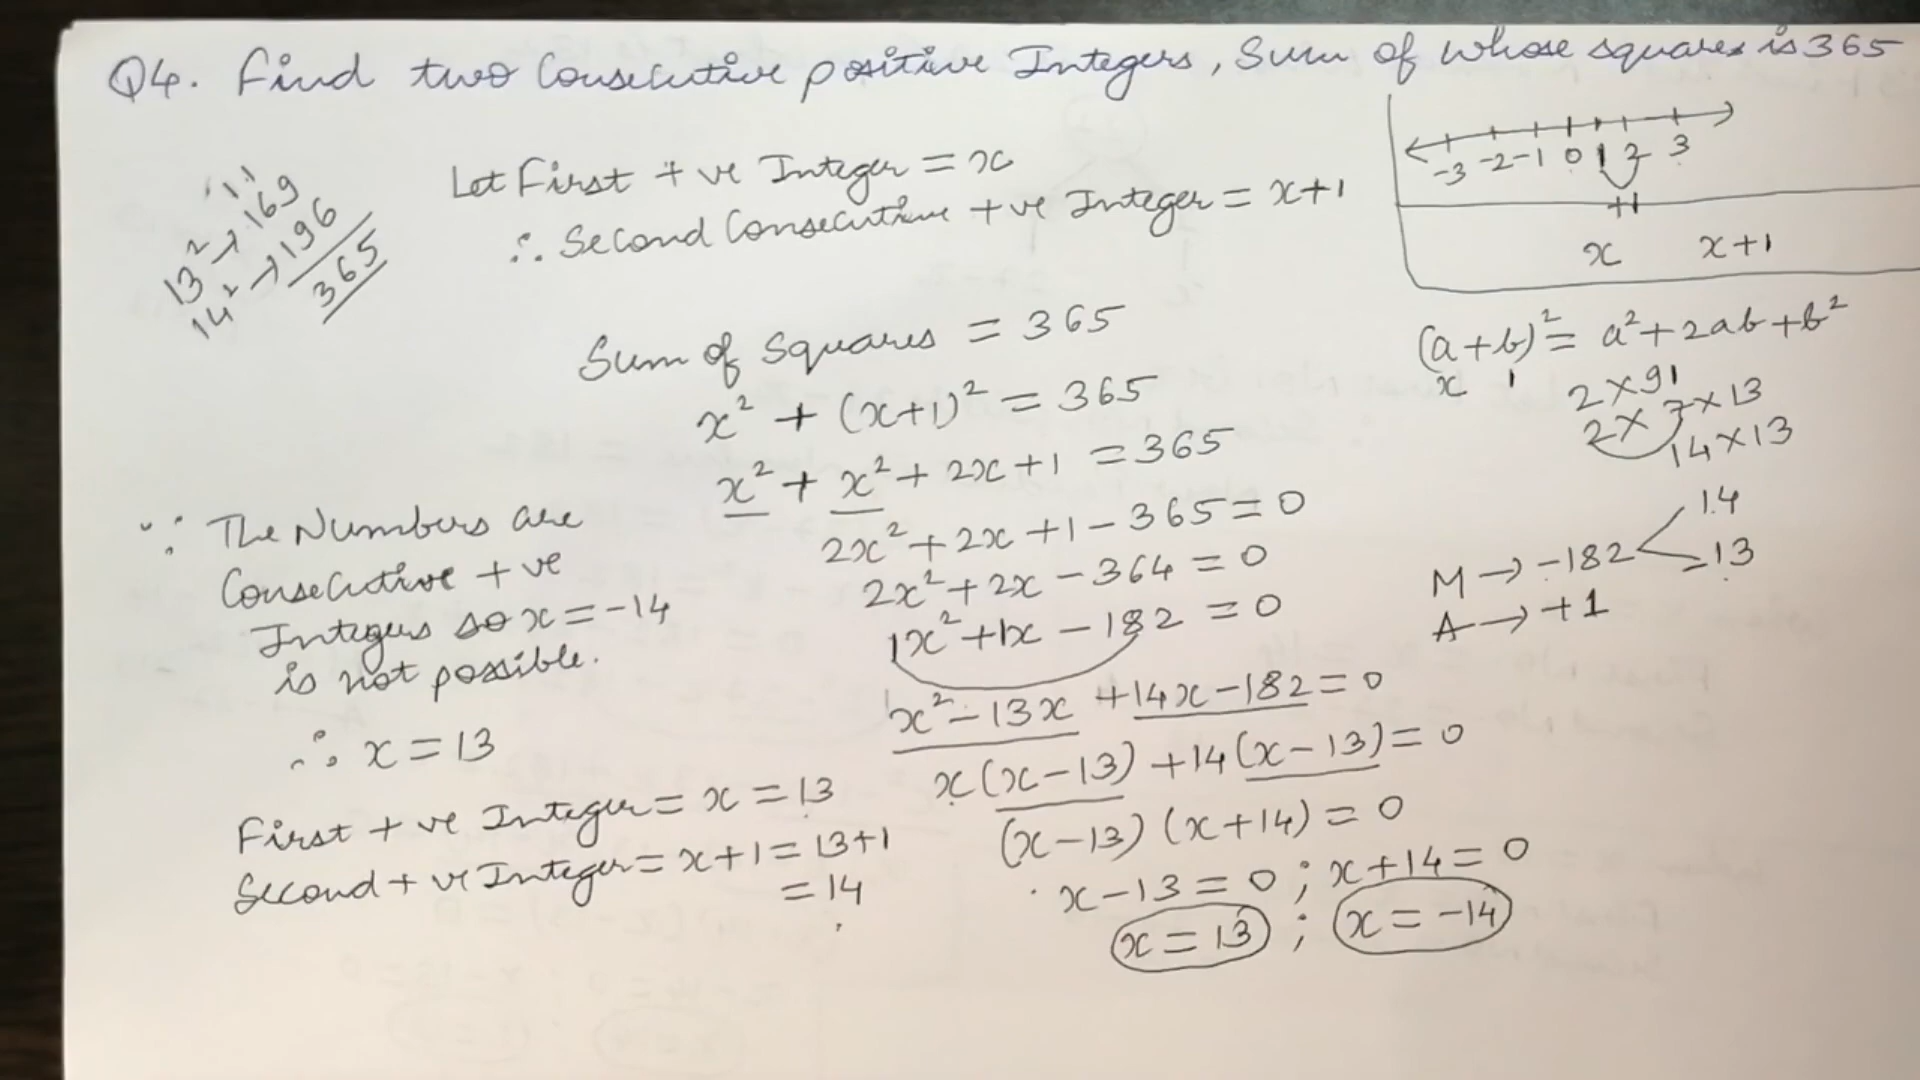 Q4. Find two Consecutive positive Integers, Sum of whose squares is 365
Let First +ve Integer = x
∴ Second Consecutive +ve Integer = x+1
11
13² → 169
14² → 196
365
-3 -2 -1 0 1 2 3
+1
x x+1
Sum of Squares = 365
x² + (x+1)² = 365
x² + x² + 2x + 1 = 365
2x² + 2x + 1 - 365 = 0
2x² + 2x - 364 = 0
1x² + 1x - 182 = 0
x² - 13x + 14x - 182 = 0
x(x-13) + 14(x-13) = 0
(x-13) (x+14) = 0
x-13 = 0 ; x+14 = 0
x = 13 ; x = -14
(a+b)² = a² + 2ab + b²
x 1
2×91
2×7×13
14×13
M → -182 14
-13
A → +1
∵ The Numbers are
Consecutive +ve
Integers so x = -14
is not possible.
∴ x = 13
First +ve Integer = x = 13
Second +ve Integer = x+1 = 13+1
= 14